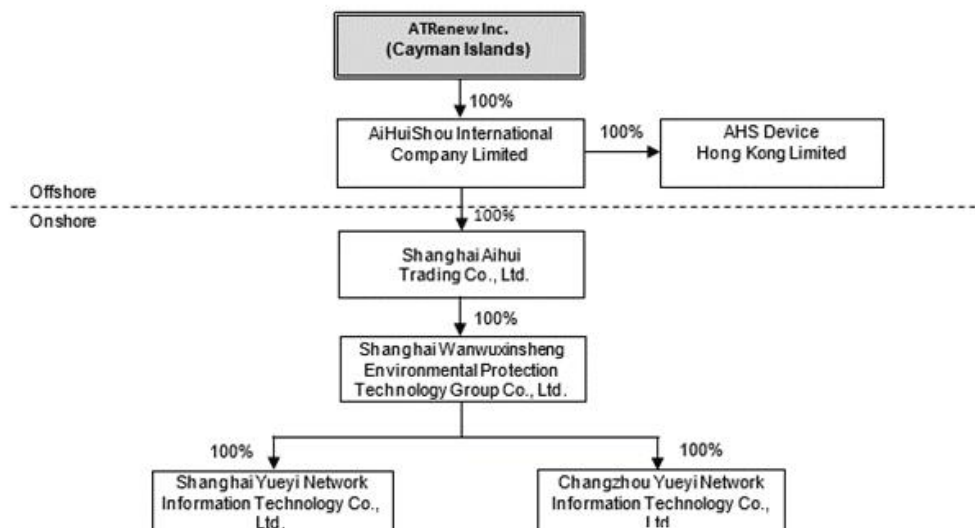 ATRenew Inc.
(Cayman Islands)
100%
AiHuiShou International
Company Limited
100%
AHS Device
Hong Kong Limited
Offshore
Onshore
100%
Shanghai Aihui
Trading Co., Ltd.
100%
Shanghai Wanwuxinsheng
Environmental Protection
Technology Group Co., Ltd.
100%
100%
Shanghai Yueyi Network
Information Technology Co.,
Ltd.
Changzhou Yueyi Network
Information Technology Co.,
Ltd.